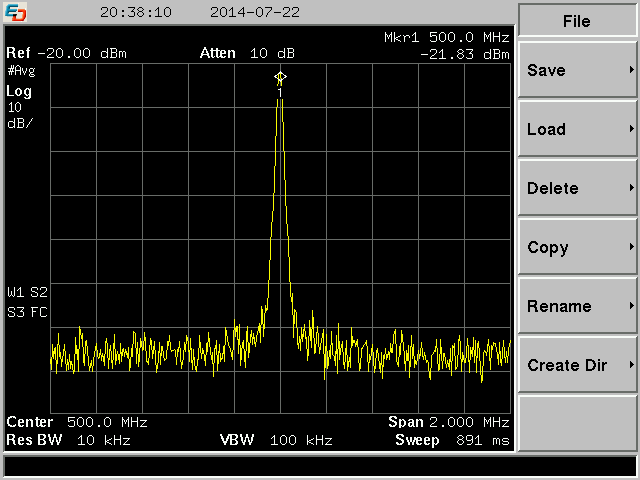 ED 20:38:10 2014-07-22
File
Mkr1 500.0 MHz
Ref -20.00 dBm Atten 10 dB -21.83 dBm
#Avg
Log
10
dB/
1
W1 S2
S3 FC
Center 500.0 MHz Span 2.000 MHz
Res BW 10 kHz VBW 100 kHz Sweep 891 ms
Save
Load
Delete
Copy
Rename
Create Dir